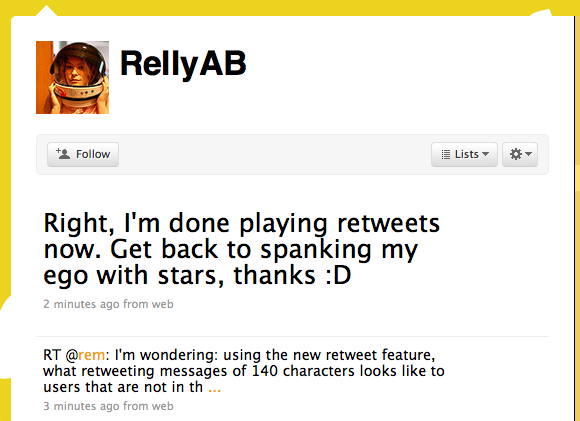 RellyAB
Follow
Lists
Right, I'm done playing retweets
now. Get back to spanking my
ego with stars, thanks :D
2 minutes ago from web
RT @rem: I'm wondering: using the new retweet feature,
what retweeting messages of 140 characters looks like to
users that are not in th ...
3 minutes ago from web